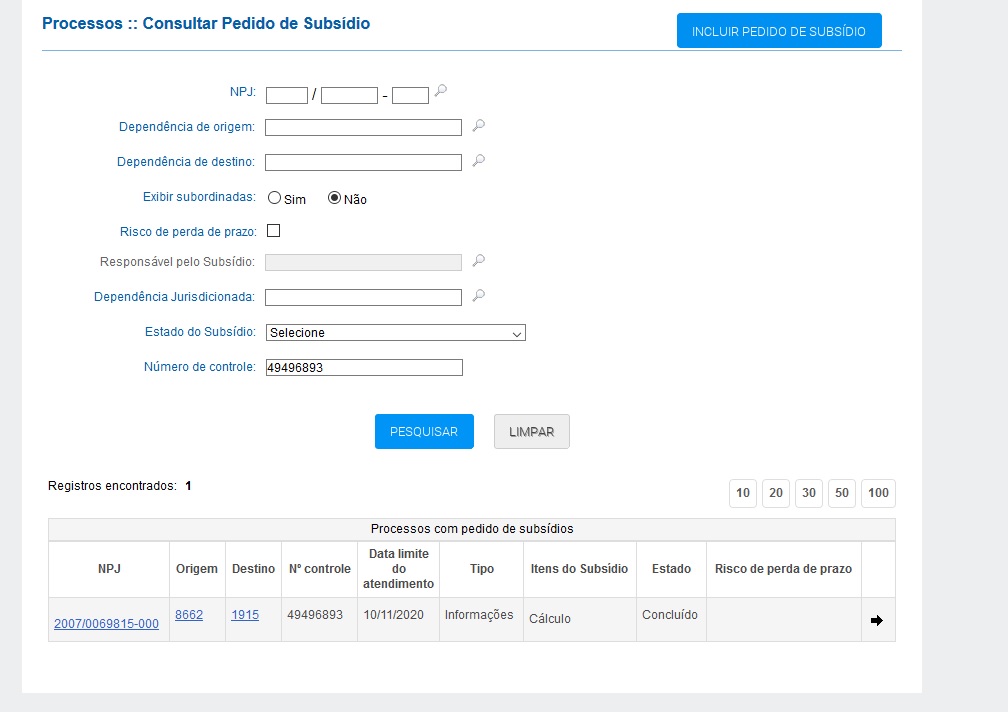 Processos :: Consultar Pedido de Subsídio
INCLUIR PEDIDO DE SUBSÍDIO
NPJ: / -
Dependência de origem:
Dependência de destino:
Exibir subordinadas: Sim Não
Risco de perda de prazo:
Responsável pelo Subsídio:
Dependência Jurisdicionada:
Estado do Subsídio: Selecione
Número de controle: 49496893
PESQUISAR LIMPAR
Registros encontrados: 1
10 20 30 50 100
Processos com pedido de subsídios
NPJ Origem Destino Nº controle Data limite do atendimento Tipo Itens do Subsídio Estado Risco de perda de prazo
2007/0069815-000 8662 1915 49496893 10/11/2020 Informações Cálculo Concluído